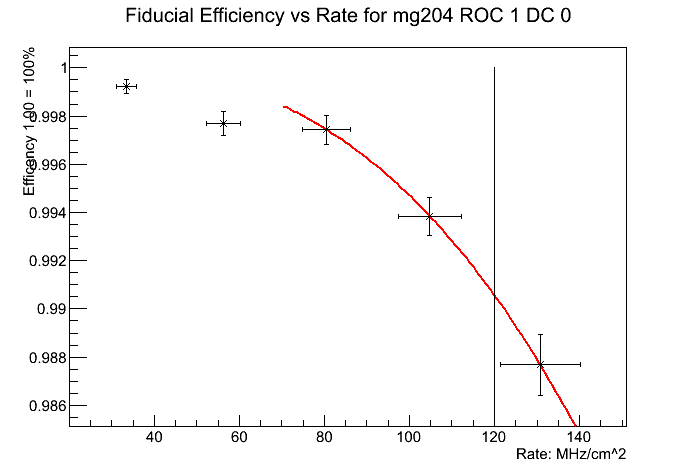 Fiducial Efficiency vs Rate for mg204 ROC 1 DC 0
Efficency 1.00 = 100%
1
0.998
0.996
0.994
0.992
0.99
0.988
0.986
40 60 80 100 120 140
Rate: MHz/cm^2